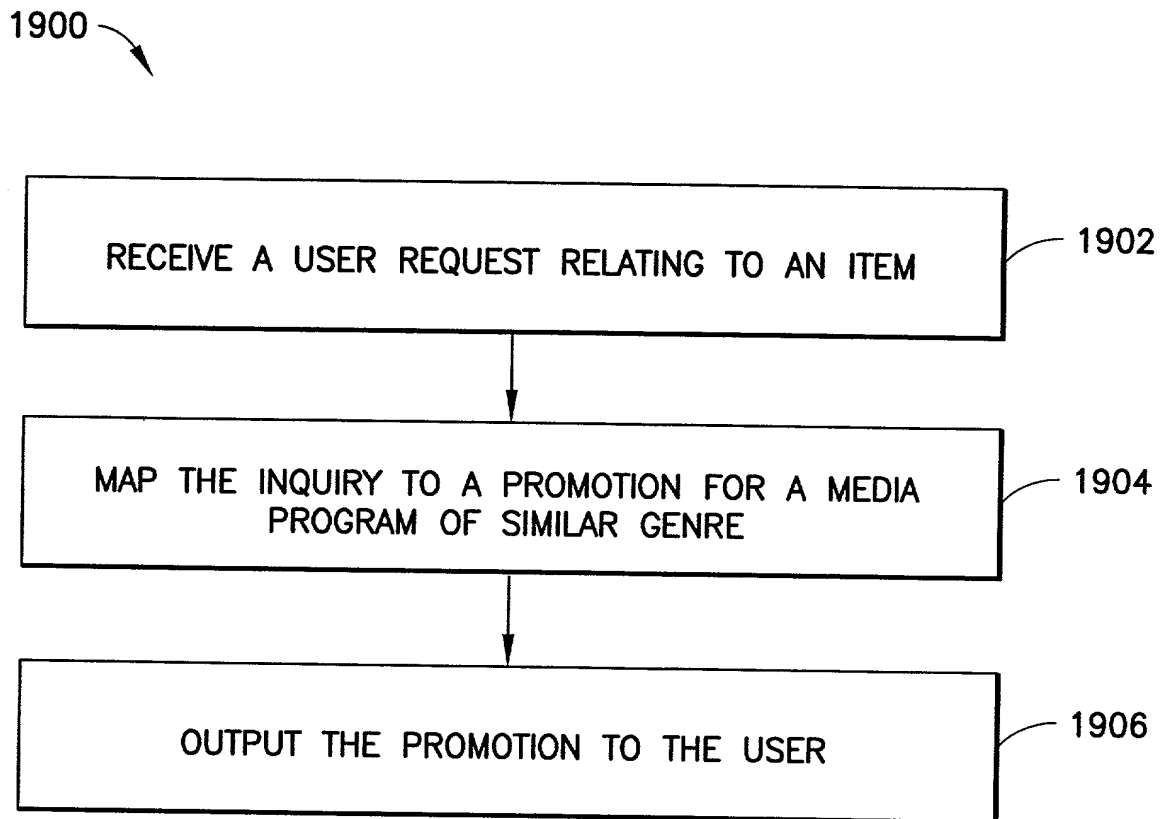 1900
RECEIVE A USER REQUEST RELATING TO AN ITEM
1902
MAP THE INQUIRY TO A PROMOTION FOR A MEDIA
PROGRAM OF SIMILAR GENRE
1904
OUTPUT THE PROMOTION TO THE USER
1906